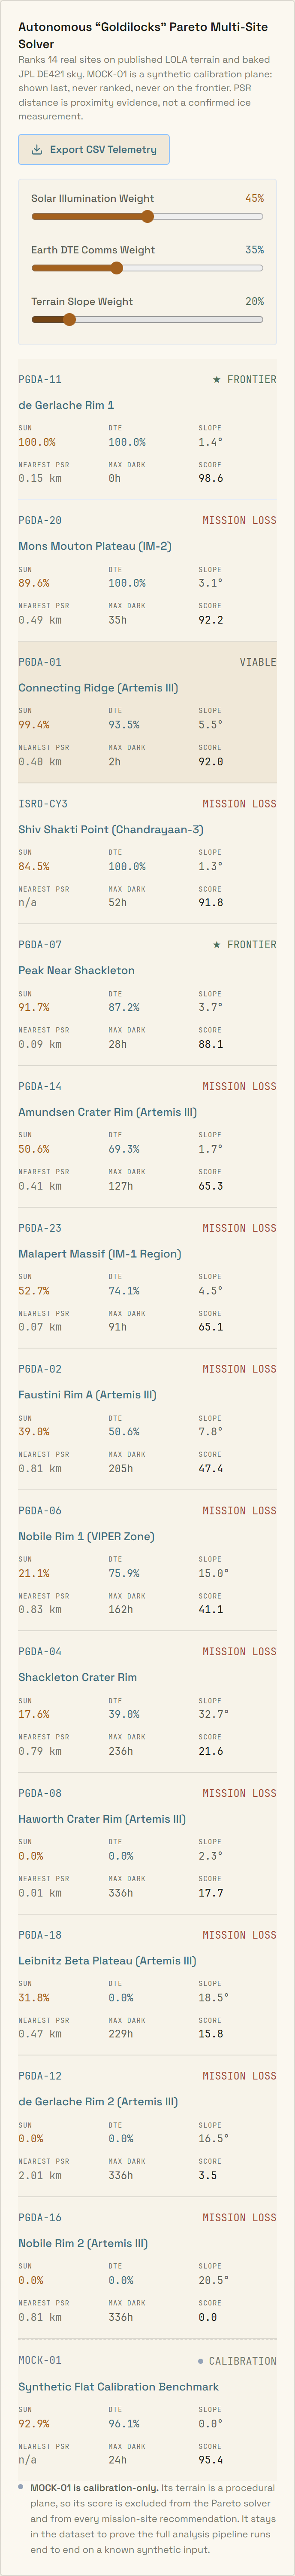 Autonomous “Goldilocks” Pareto Multi-Site
Solver
Ranks 14 real sites on published LOLA terrain and baked
JPL DE421 sky. MOCK-01 is a synthetic calibration plane:
shown last, never ranked, never on the frontier. PSR
distance is proximity evidence, not a confirmed ice
measurement.
Export CSV Telemetry
Solar Illumination Weight 45%
Earth DTE Comms Weight 35%
Terrain Slope Weight 20%
PGDA-11 ★ FRONTIER
de Gerlache Rim 1
SUN DTE SLOPE
100.0% 100.0% 1.4°
NEAREST PSR MAX DARK SCORE
0.15 km 0h 98.6
PGDA-20 MISSION LOSS
Mons Mouton Plateau (IM-2)
SUN DTE SLOPE
89.6% 100.0% 3.1°
NEAREST PSR MAX DARK SCORE
0.49 km 35h 92.2
PGDA-01 VIABLE
Connecting Ridge (Artemis III)
SUN DTE SLOPE
99.4% 93.5% 5.5°
NEAREST PSR MAX DARK SCORE
0.40 km 2h 92.0
ISRO-CY3 MISSION LOSS
Shiv Shakti Point (Chandrayaan-3)
SUN DTE SLOPE
84.5% 100.0% 1.3°
NEAREST PSR MAX DARK SCORE
n/a 52h 91.8
PGDA-07 ★ FRONTIER
Peak Near Shackleton
SUN DTE SLOPE
91.7% 87.2% 3.7°
NEAREST PSR MAX DARK SCORE
0.09 km 28h 88.1
PGDA-14 MISSION LOSS
Amundsen Crater Rim (Artemis III)
SUN DTE SLOPE
50.6% 69.3% 1.7°
NEAREST PSR MAX DARK SCORE
0.41 km 127h 65.3
PGDA-23 MISSION LOSS
Malapert Massif (IM-1 Region)
SUN DTE SLOPE
52.7% 74.1% 4.5°
NEAREST PSR MAX DARK SCORE
0.07 km 91h 65.1
PGDA-02 MISSION LOSS
Faustini Rim A (Artemis III)
SUN DTE SLOPE
39.0% 50.6% 7.8°
NEAREST PSR MAX DARK SCORE
0.81 km 205h 47.4
PGDA-06 MISSION LOSS
Nobile Rim 1 (VIPER Zone)
SUN DTE SLOPE
21.1% 75.9% 15.0°
NEAREST PSR MAX DARK SCORE
0.83 km 162h 41.1
PGDA-04 MISSION LOSS
Shackleton Crater Rim
SUN DTE SLOPE
17.6% 39.0% 32.7°
NEAREST PSR MAX DARK SCORE
0.79 km 236h 21.6
PGDA-08 MISSION LOSS
Haworth Crater Rim (Artemis III)
SUN DTE SLOPE
0.0% 0.0% 2.3°
NEAREST PSR MAX DARK SCORE
0.01 km 336h 17.7
PGDA-18 MISSION LOSS
Leibnitz Beta Plateau (Artemis III)
SUN DTE SLOPE
31.8% 0.0% 18.5°
NEAREST PSR MAX DARK SCORE
0.47 km 229h 15.8
PGDA-12 MISSION LOSS
de Gerlache Rim 2 (Artemis III)
SUN DTE SLOPE
0.0% 0.0% 16.5°
NEAREST PSR MAX DARK SCORE
2.01 km 336h 3.5
PGDA-16 MISSION LOSS
Nobile Rim 2 (Artemis III)
SUN DTE SLOPE
0.0% 0.0% 20.5°
NEAREST PSR MAX DARK SCORE
0.81 km 336h 0.0
MOCK-01 CALIBRATION
Synthetic Flat Calibration Benchmark
SUN DTE SLOPE
92.9% 96.1% 0.0°
NEAREST PSR MAX DARK SCORE
n/a 24h 95.4
MOCK-01 is calibration-only. Its terrain is a procedural
plane, so its score is excluded from the Pareto solver
and from every mission-site recommendation. It stays
in the dataset to prove the full analysis pipeline runs
end to end on a known synthetic input.